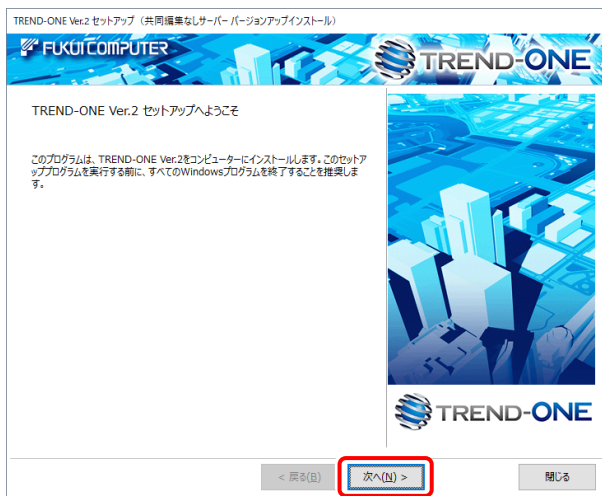 TREND-ONE Ver.2 セットアップ（共同編集なしサーバー バージョンアップインストール）
FUKUI COMPUTER
TREND-ONE
TREND-ONE Ver.2 セットアップへようこそ
このプログラムは、TREND-ONE Ver.2をコンピューターにインストールします。このセットア
ッププログラムを実行する前に、すべてのWindowsプログラムを終了することを推奨しま
す。
TREND-ONE
< 戻る(B)
次へ(N) >
閉じる